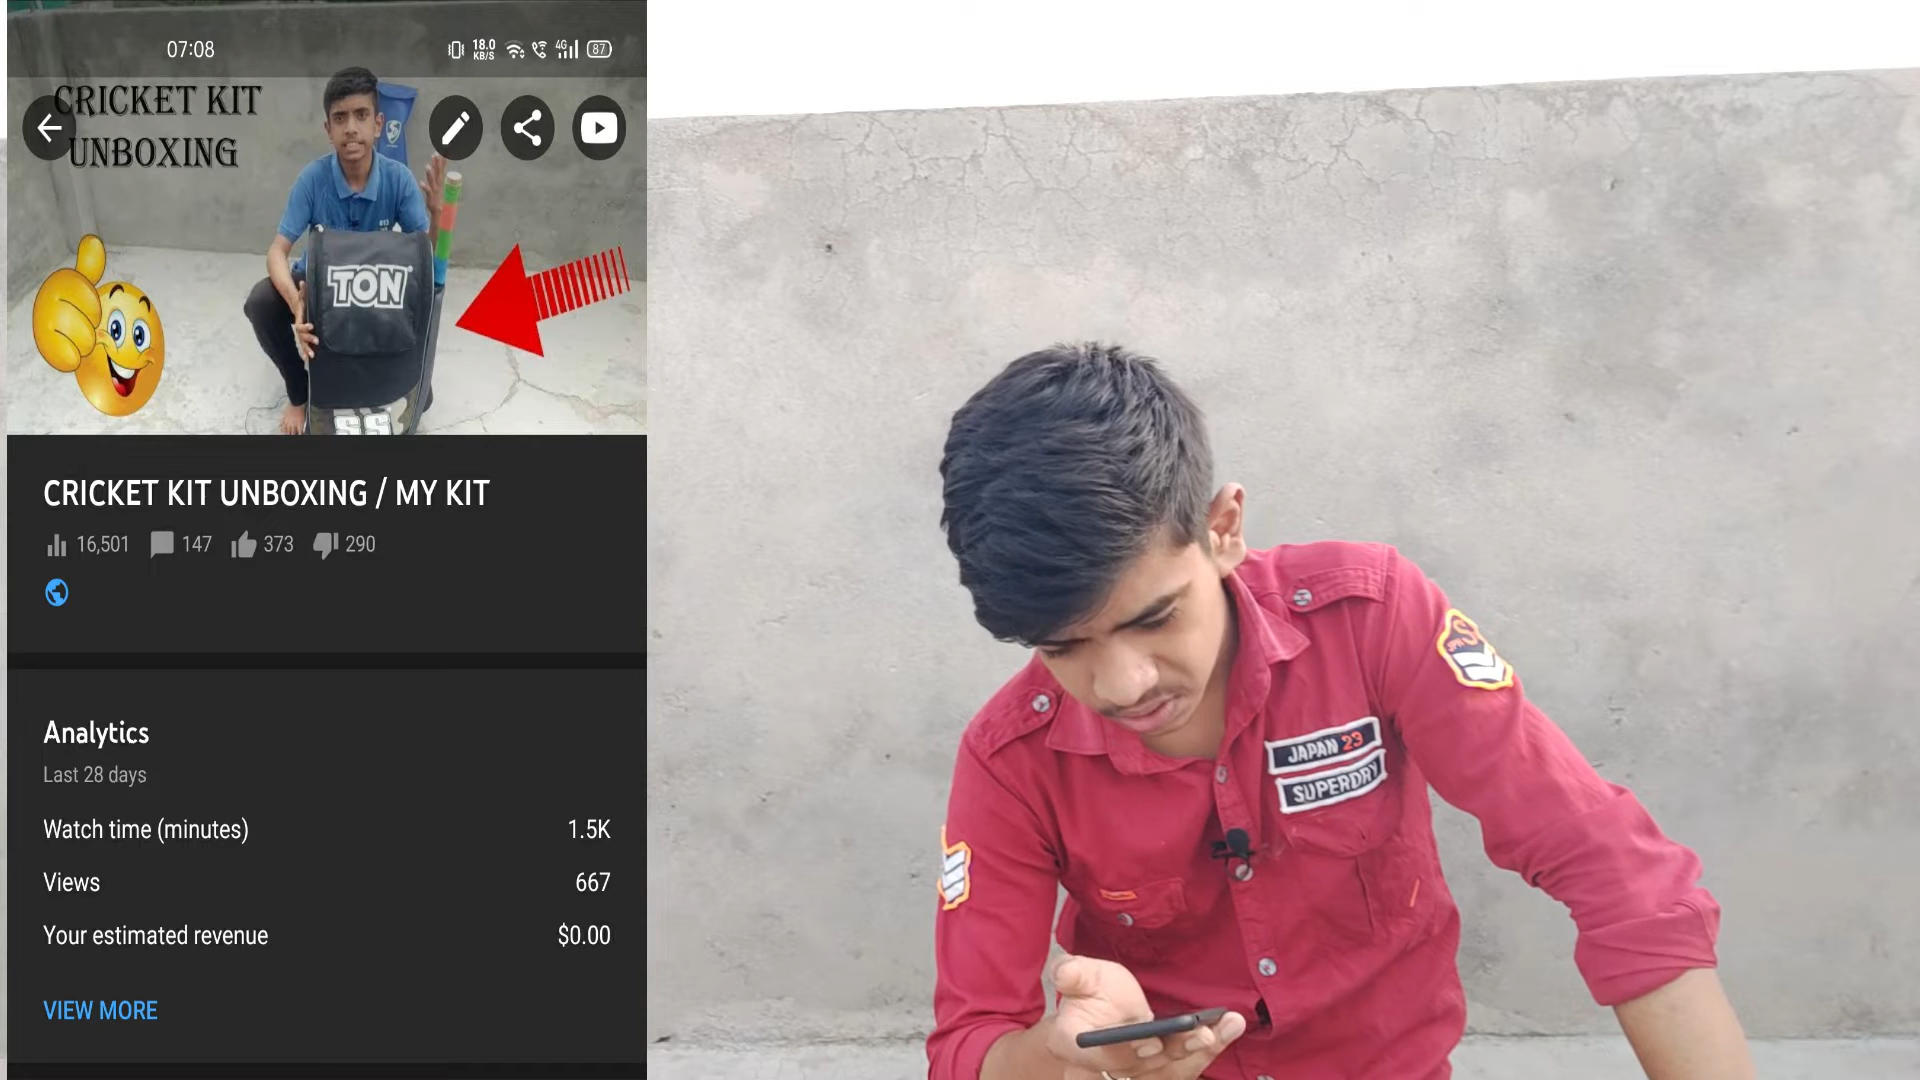 07:08
18.0
KB/S
4G
87
CRICKET KIT
UNBOXING
TON
SS
CRICKET KIT UNBOXING / MY KIT
16,501 147 373 290
Analytics
Last 28 days
Watch time (minutes) 1.5K
Views 667
Your estimated revenue $0.00
VIEW MORE
JAPAN 23
SUPERDRY